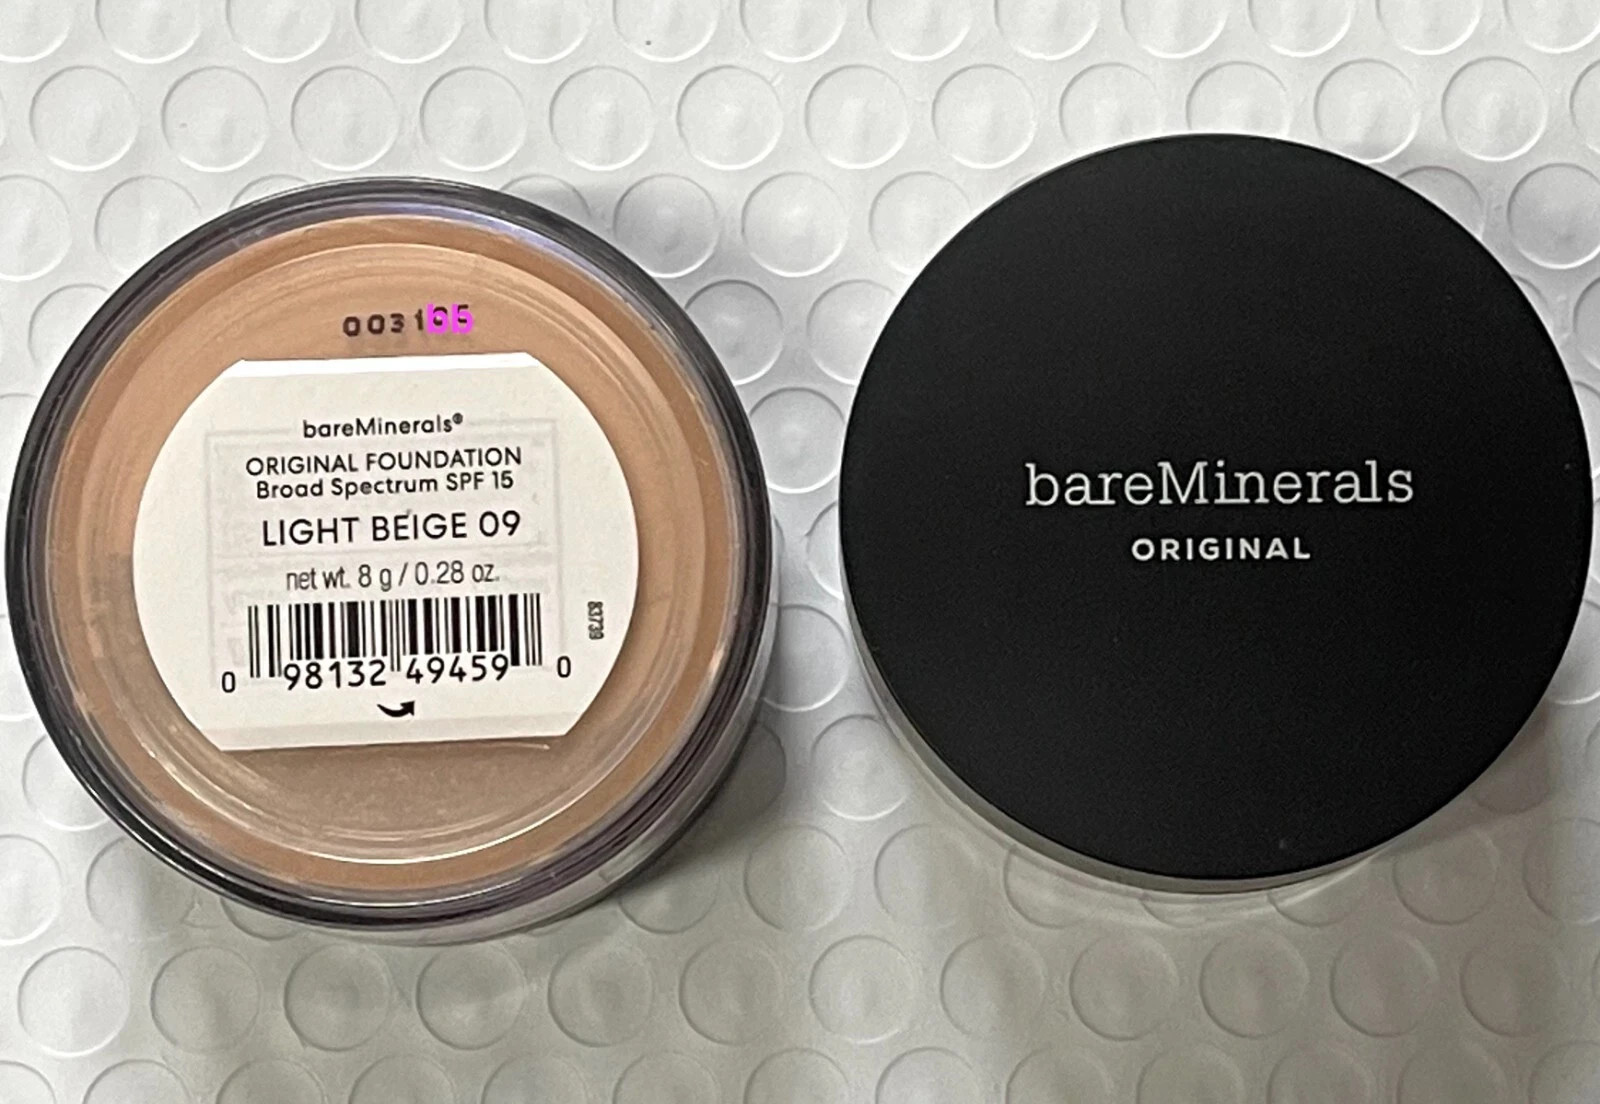 bareMinerals®
ORIGINAL FOUNDATION
Broad Spectrum SPF 15
LIGHT BEIGE 09
net wt. 8 g / 0.28 oz.
83739
0 98132 49459 0
bareMinerals
ORIGINAL